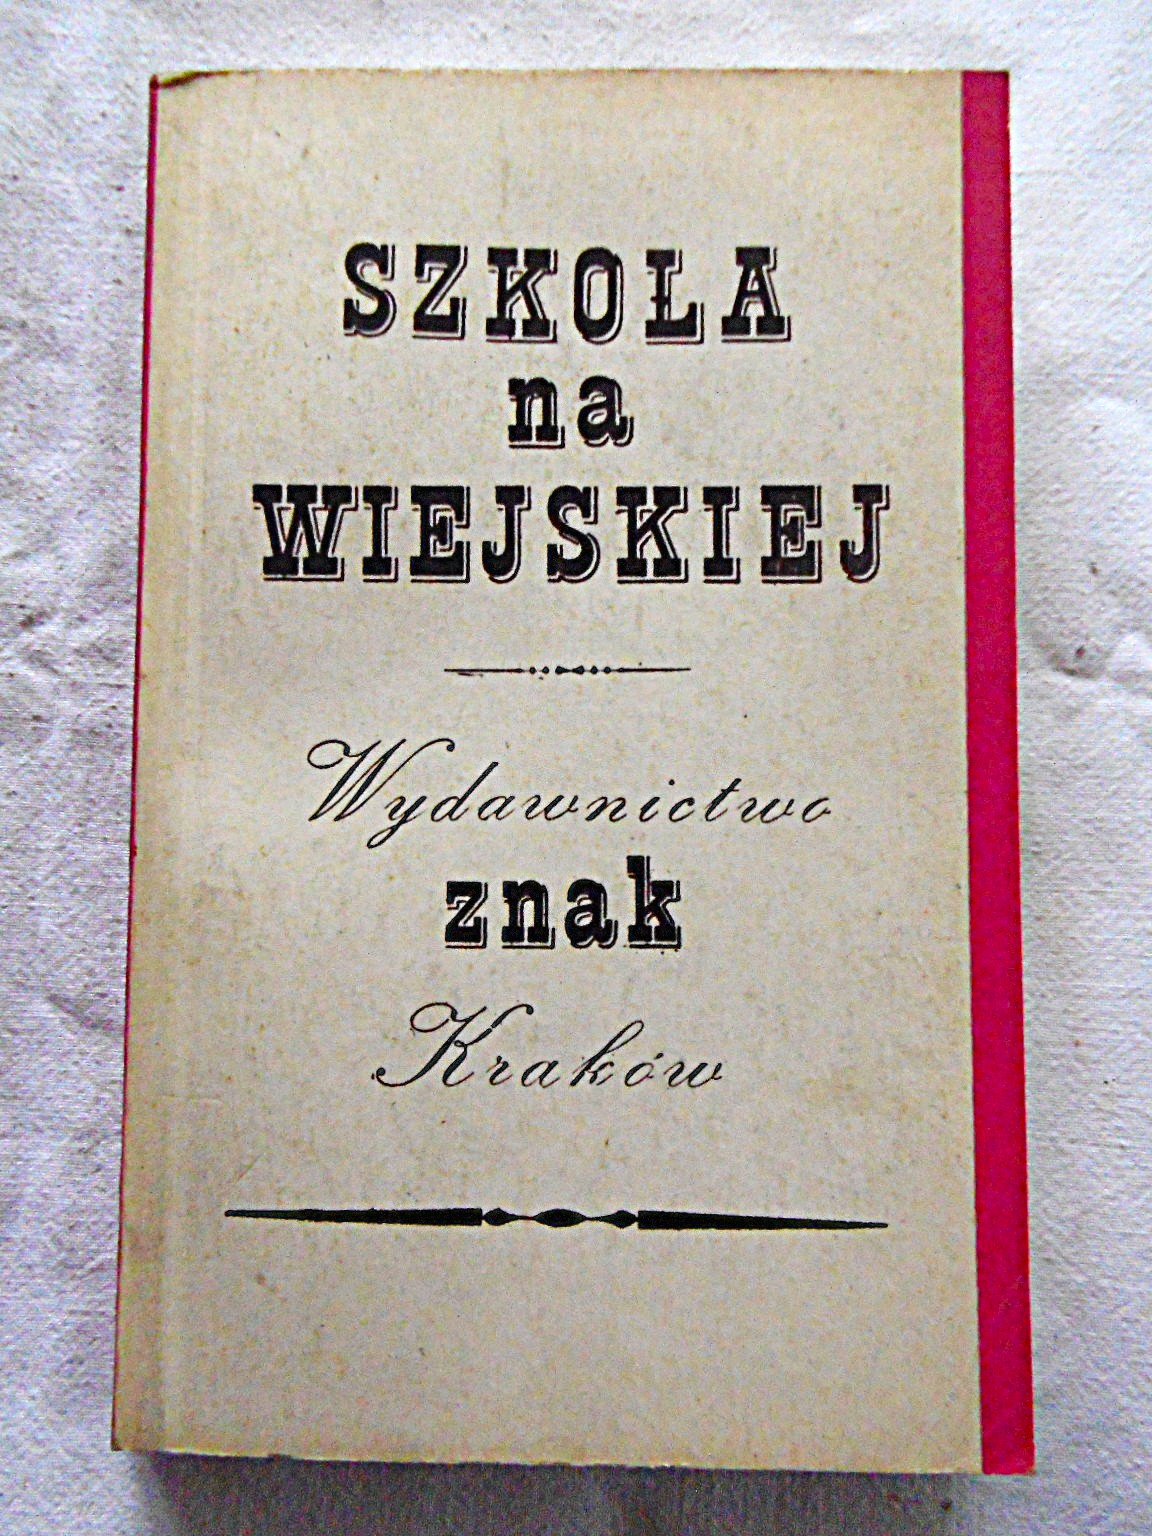 SZKOŁA
na
WIEJSKIEJ
Wydawnictwo
znak
Kraków